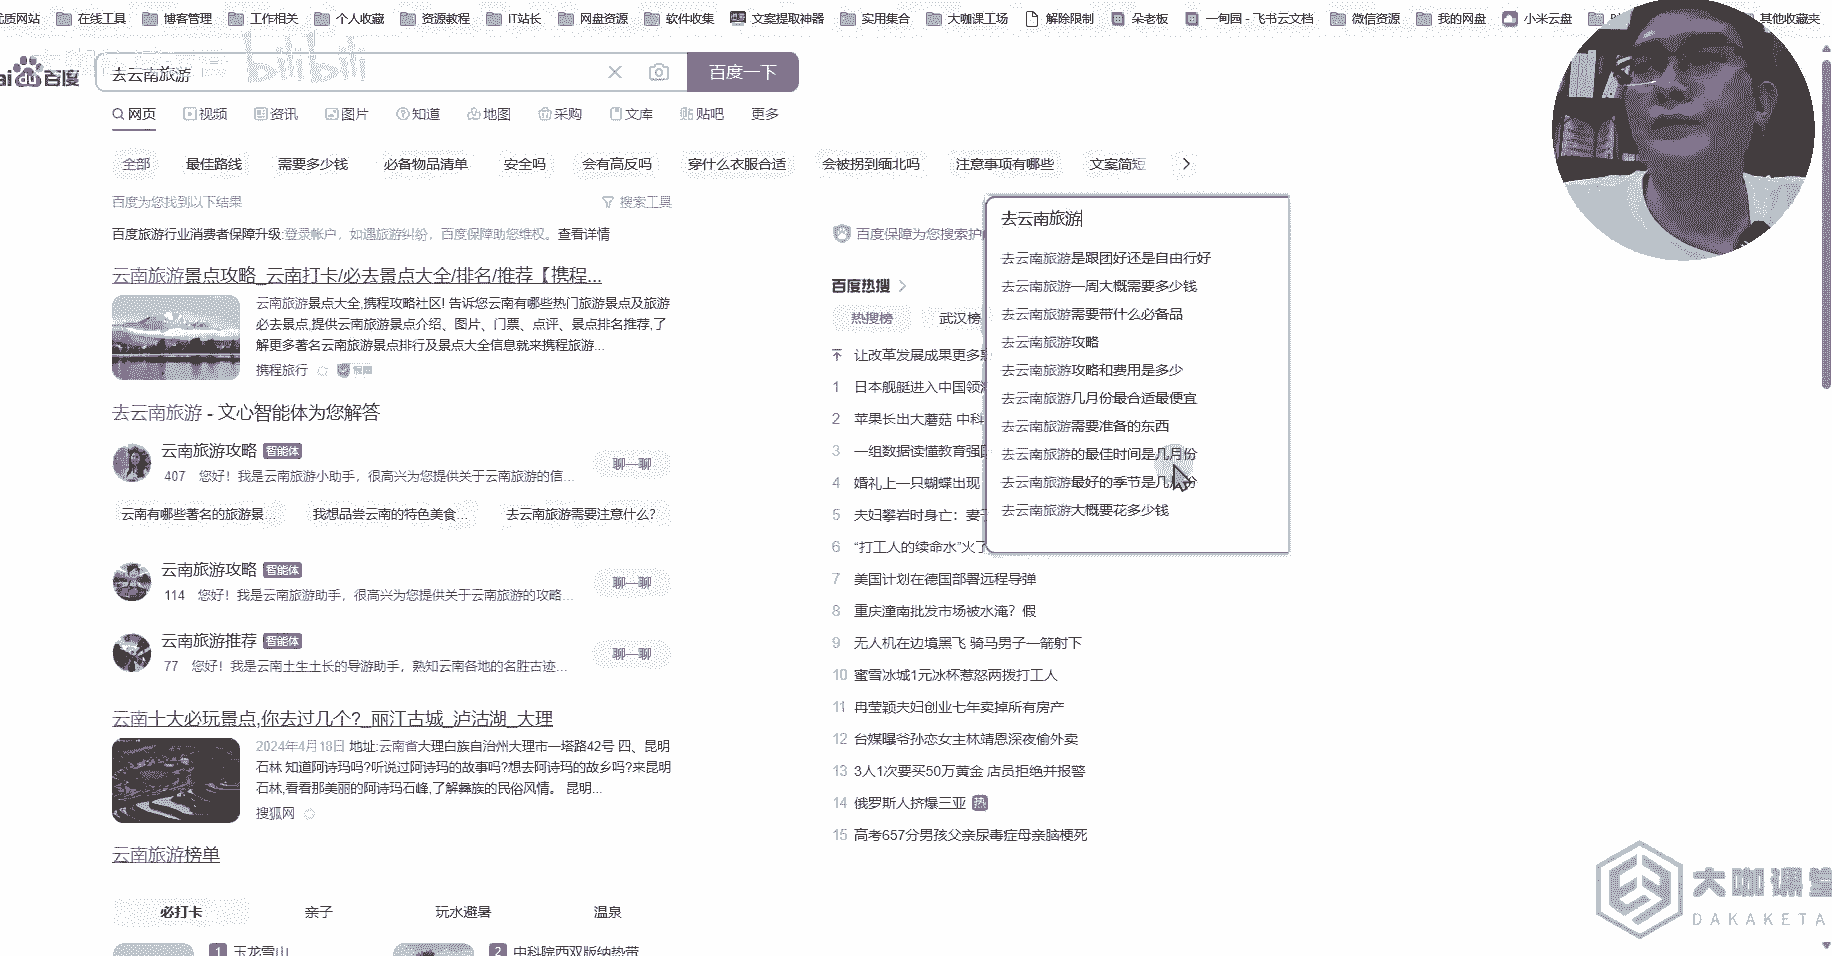 优质网站 在线工具 博客管理 工作相关 个人收藏 资源教程 IT站长 网盘资源 软件收集 文案提取神器 实用集合 大咖课工场 解除限制 朵老板 一甸园 - 飞书云文档 微信资源 我的网盘 小米云盘 其他收藏夹
bilibili
Bai du 百度 去云南旅游 百度一下
网页 视频 资讯 图片 知道 地图 采购 文库 贴吧 更多
全部 最佳路线 需要多少钱 必备物品清单 安全吗 会有高反吗 穿什么衣服合适 会被拐到缅北吗 注意事项有哪些 文案简短
百度为您找到以下结果 搜索工具
百度旅游行业消费者保障升级:登录帐户，如遇旅游纠纷，百度保障助您维权。查看详情
云南旅游景点攻略_云南打卡/必去景点大全/排名/推荐【携程...
云南旅游景点大全,携程攻略社区! 告诉您云南有哪些热门旅游景点及旅游
必去景点,提供云南旅游景点介绍、图片、门票、点评、景点排名推荐,了
解更多著名云南旅游景点排行及景点大全信息就来携程旅游...
携程旅行 保障
去云南旅游 - 文心智能体为您解答
云南旅游攻略 智能体
407 您好！我是云南旅游小助手，很高兴为您提供关于云南旅游的信...
聊一聊
云南有哪些著名的旅游景... 我想品尝云南的特色美食... 去云南旅游需要注意什么?
云南旅游攻略 智能体
114 您好！我是云南旅游助手，很高兴为您提供关于云南旅游的攻略...
聊一聊
云南旅游推荐 智能体
77 您好！我是云南土生土长的导游助手，熟知云南各地的名胜古迹...
聊一聊
云南十大必玩景点,你去过几个?_丽江古城_泸沽湖_大理
2024年4月18日 地址:云南省大理白族自治州大理市一塔路42号 四、昆明
石林 知道阿诗玛吗?听说过阿诗玛的故事吗?想去阿诗玛的故乡吗?来昆明
石林,看看那美丽的阿诗玛石峰,了解彝族的民俗风情。 昆明...
搜狐网
云南旅游榜单
必打卡 亲子 玩水避暑 温泉
1 玉龙雪山 2 中科院西双版纳热带
百度保障为您搜索护
百度热搜
热搜榜 武汉榜
让改革发展成果更多
1 日本舰艇进入中国领
2 苹果长出大蘑菇 中科
3 一组数据读懂教育强
4 婚礼上一只蝴蝶出现
5 夫妇攀岩时身亡：妻
6 “打工人的续命水”火了
7 美国计划在德国部署远程导弹
8 重庆潼南批发市场被水淹？假
9 无人机在边境黑飞 骑马男子一箭射下
10 蜜雪冰城1元冰杯惹怒两拨打工人
11 冉莹颖夫妇创业七年卖掉所有房产
12 台媒曝爷孙恋女主林靖恩深夜偷外卖
13 3人1次要买50万黄金 店员拒绝并报警
14 俄罗斯人挤爆三亚 热
15 高考657分男孩父亲尿毒症母亲脑梗死
去云南旅游
去云南旅游是跟团好还是自由行好
去云南旅游一周大概需要多少钱
去云南旅游需要带什么必备品
去云南旅游攻略
去云南旅游攻略和费用是多少
去云南旅游几月份最合适最便宜
去云南旅游需要准备的东西
去云南旅游的最佳时间是几月份
去云南旅游最好的季节是几月份
去云南旅游大概要花多少钱
大咖课堂
DAKAKETA